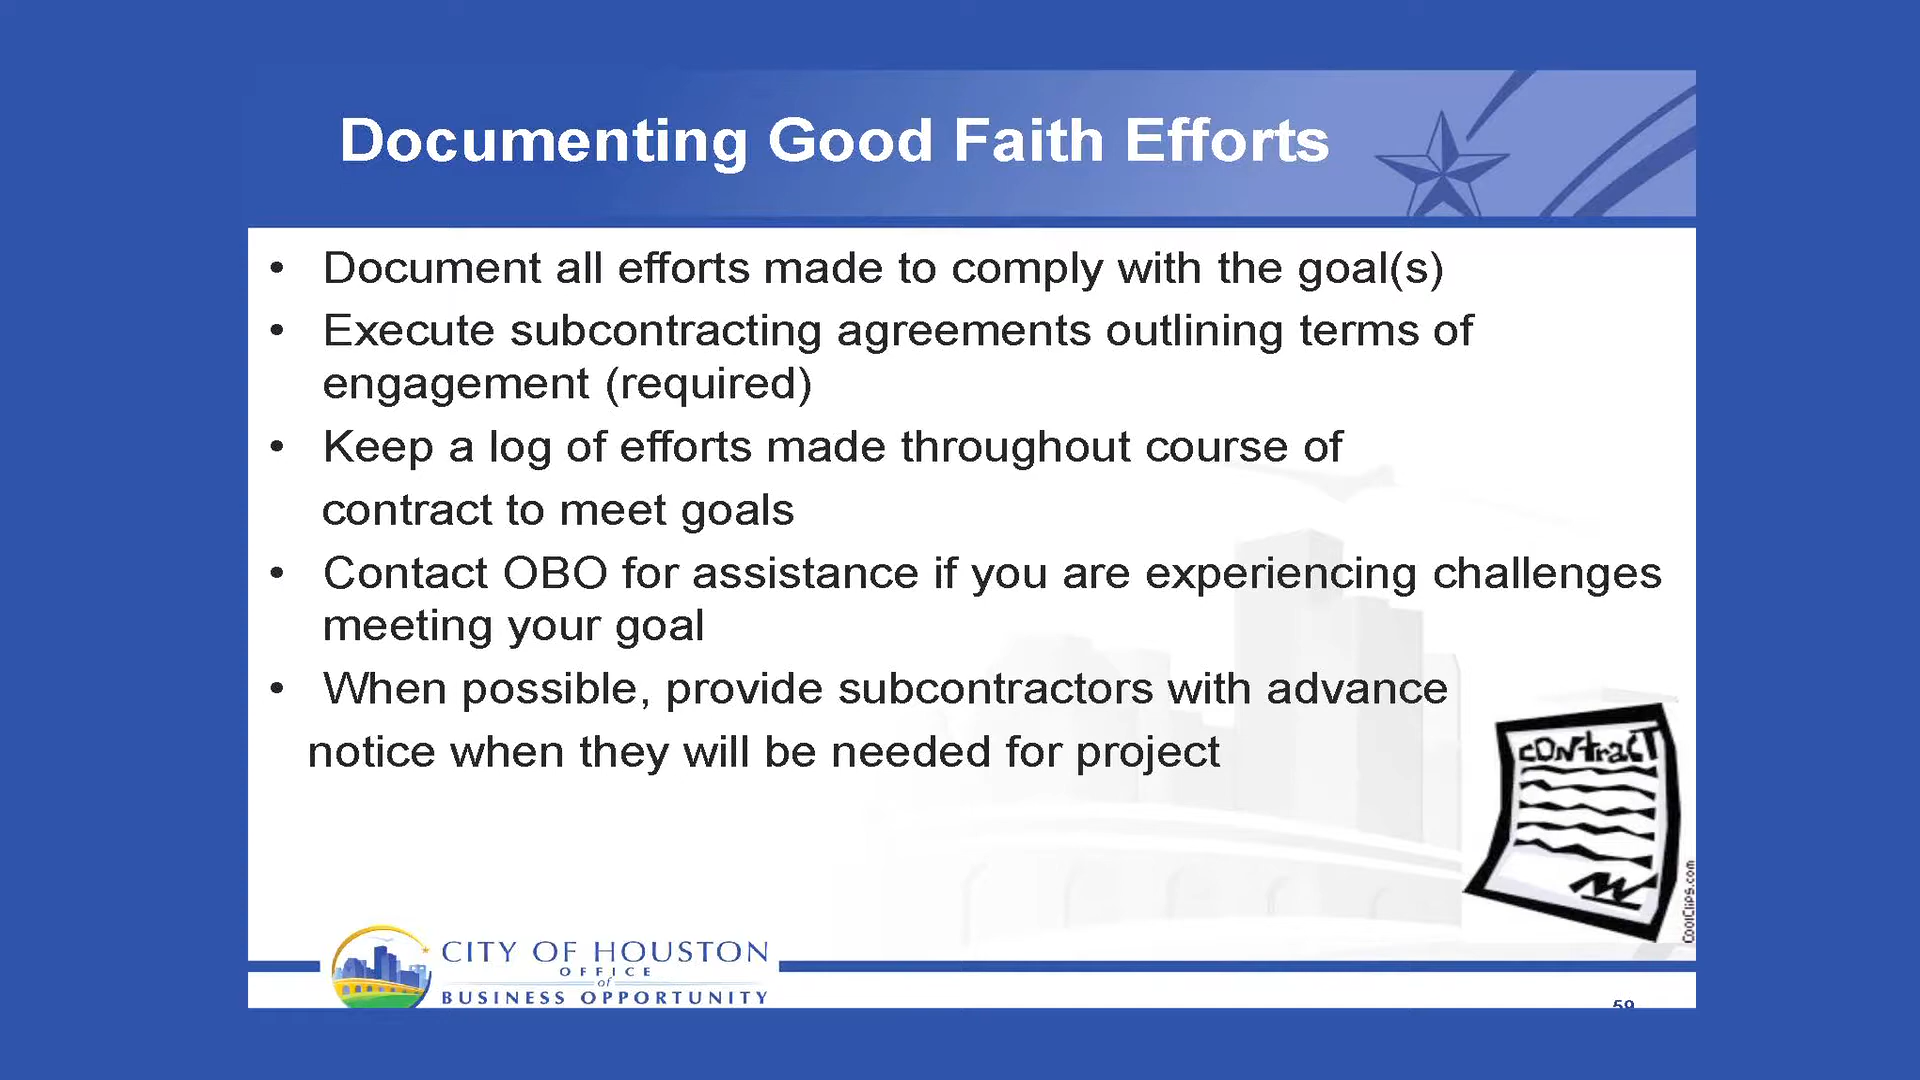 Documenting Good Faith Efforts
• Document all efforts made to comply with the goal(s)
• Execute subcontracting agreements outlining terms of
engagement (required)
• Keep a log of efforts made throughout course of
contract to meet goals
• Contact OBO for assistance if you are experiencing challenges
meeting your goal
• When possible, provide subcontractors with advance
notice when they will be needed for project
contract
CoolClips.com
CITY OF HOUSTON
OFFICE
of
BUSINESS OPPORTUNITY
59